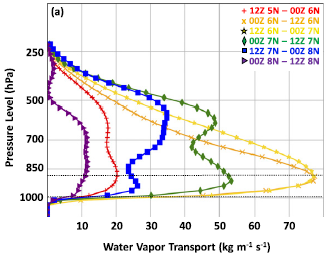 (a)
12Z 5N – 00Z 6N
00Z 6N – 12Z 6N
12Z 6N – 00Z 7N
00Z 7N – 12Z 7N
12Z 7N – 00Z 8N
00Z 8N – 12Z 8N
Pressure Level (hPa)
250
500
700
850
1000
10 20 30 40 50 60 70
Water Vapor Transport (kg m⁻¹ s⁻¹)